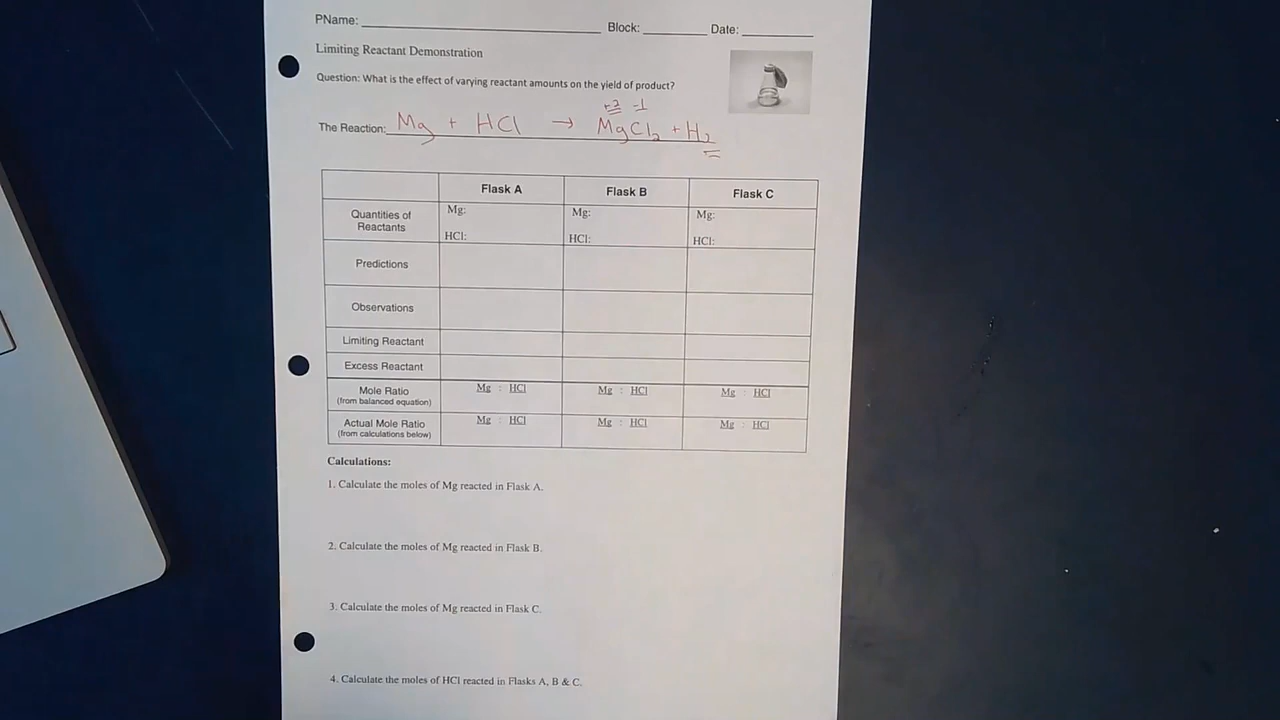 PName: Block: Date:
Limiting Reactant Demonstration
Question: What is the effect of varying reactant amounts on the yield of product?
+2 -1
The Reaction: Mg + HCl → MgCl₂ + H₂
Flask A Flask B Flask C
Quantities of Reactants Mg: HCl: Mg: HCl: Mg: HCl:
Predictions
Observations
Limiting Reactant
Excess Reactant
Mole Ratio Mg : HCl Mg : HCl Mg : HCl
(from balanced equation)
Actual Mole Ratio Mg : HCl Mg : HCl Mg : HCl
(from calculations below)
Calculations:
1. Calculate the moles of Mg reacted in Flask A.
2. Calculate the moles of Mg reacted in Flask B.
3. Calculate the moles of Mg reacted in Flask C.
4. Calculate the moles of HCl reacted in Flasks A, B & C.